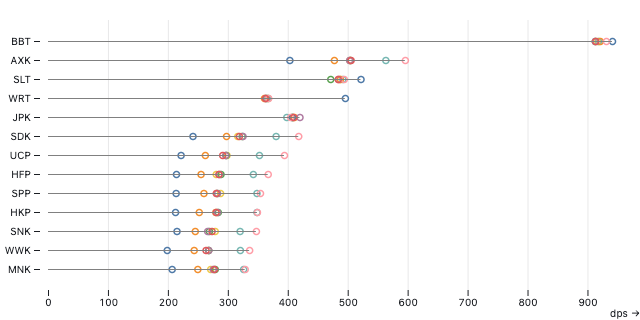 BBT
AXK
SLT
WRT
JPK
SDK
UCP
HFP
SPP
HKP
SNK
WWK
MNK
0 100 200 300 400 500 600 700 800 900
dps →